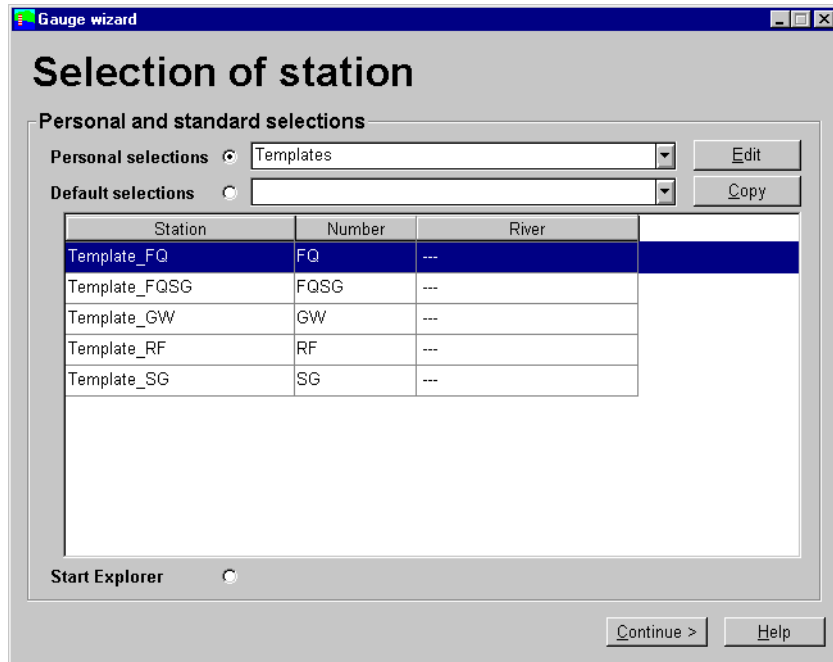 Gauge wizard
Selection of station
Personal and standard selections
Personal selections Templates Edit
Default selections Copy
Station Number River
Template_FQ FQ ---
Template_FQSG FQSG ---
Template_GW GW ---
Template_RF RF ---
Template_SG SG ---
Start Explorer
Continue > Help